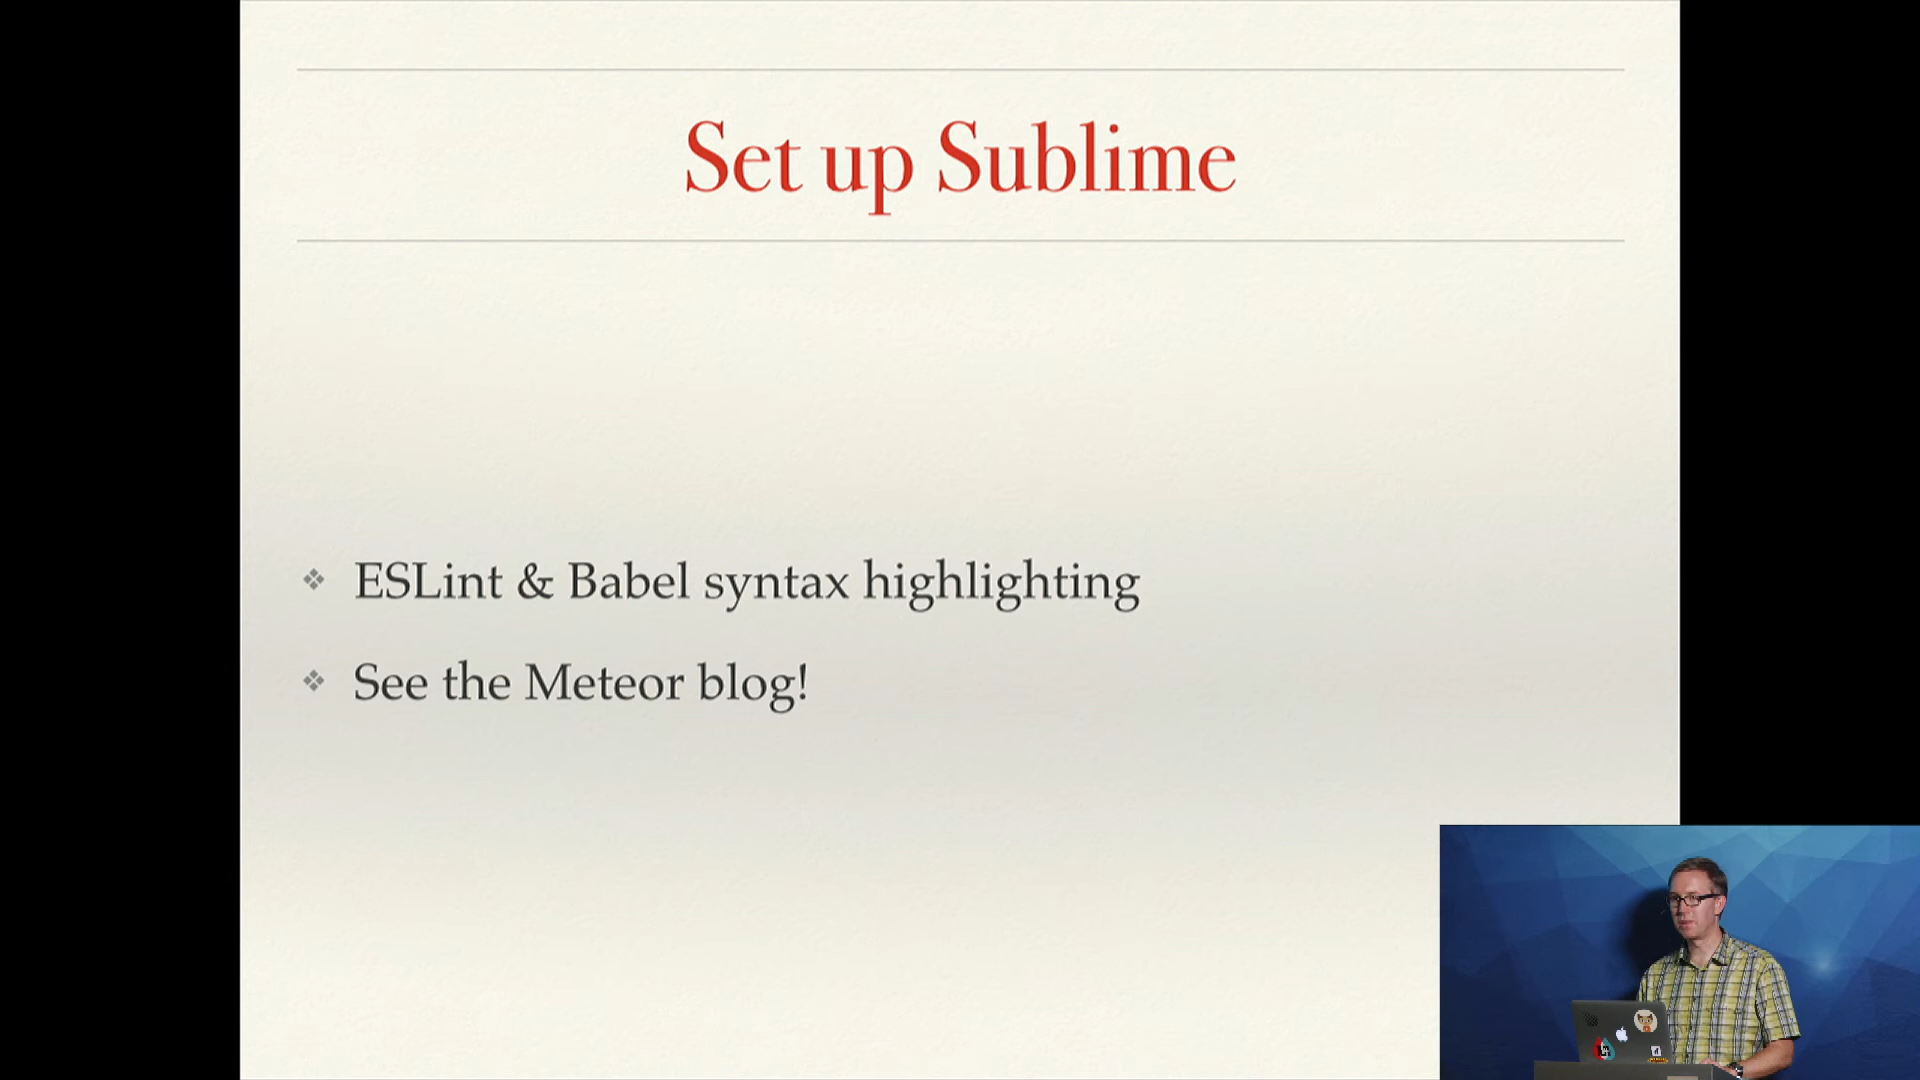 Set up Sublime
ESLint & Babel syntax highlighting
See the Meteor blog!